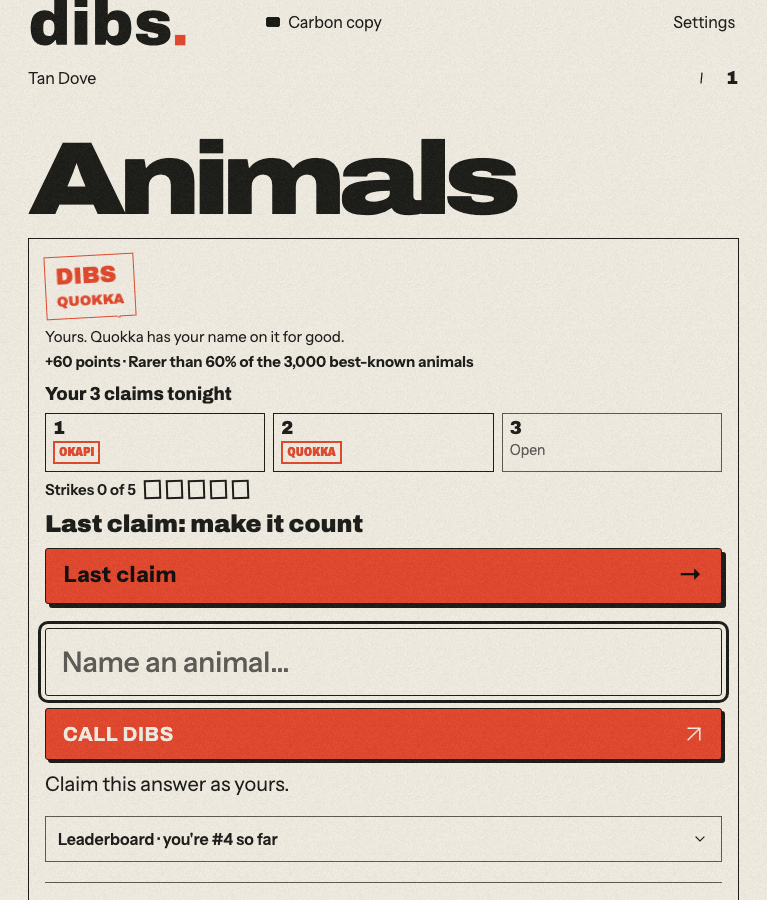 dibs.
Carbon copy
Settings
Tan Dove
1
Animals
DIBS
QUOKKA
Yours. Quokka has your name on it for good.
+60 points · Rarer than 60% of the 3,000 best-known animals
Your 3 claims tonight
1
OKAPI
2
QUOKKA
3
Open
Strikes 0 of 5
Last claim: make it count
Last claim →
Name an animal...
CALL DIBS
Claim this answer as yours.
Leaderboard · you're #4 so far